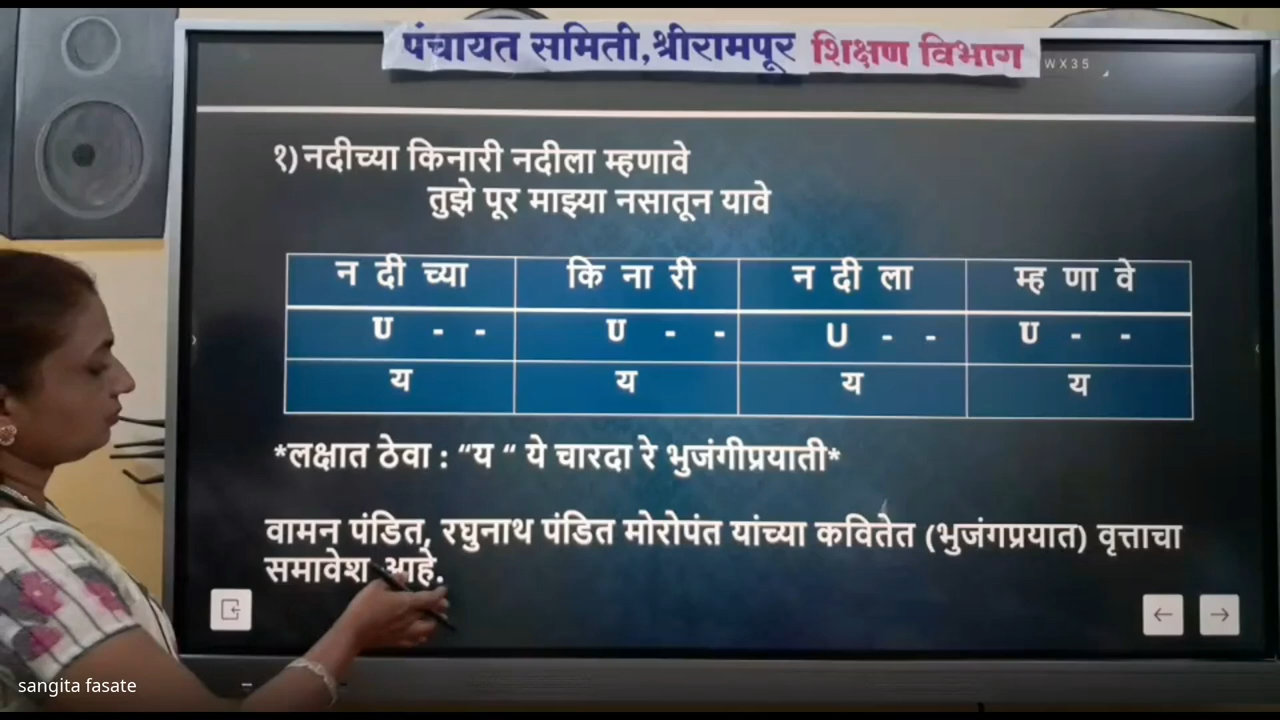 पंचायत समिती,श्रीरामपूर शिक्षण विभाग
WX35
१) नदीच्या किनारी नदीला म्हणावे
तुझे पूर माझ्या नसातून यावे
न दी च्या कि ना री न दी ला म्ह णा वे
U - - U - - U - - U - -
य य य य
*लक्षात ठेवा : “य “ ये चारदा रे भुजंगीप्रयाती*
वामन पंडित, रघुनाथ पंडित मोरोपंत यांच्या कवितेत (भुजंगप्रयात) वृत्ताचा
समावेश आहे.
sangita fasate